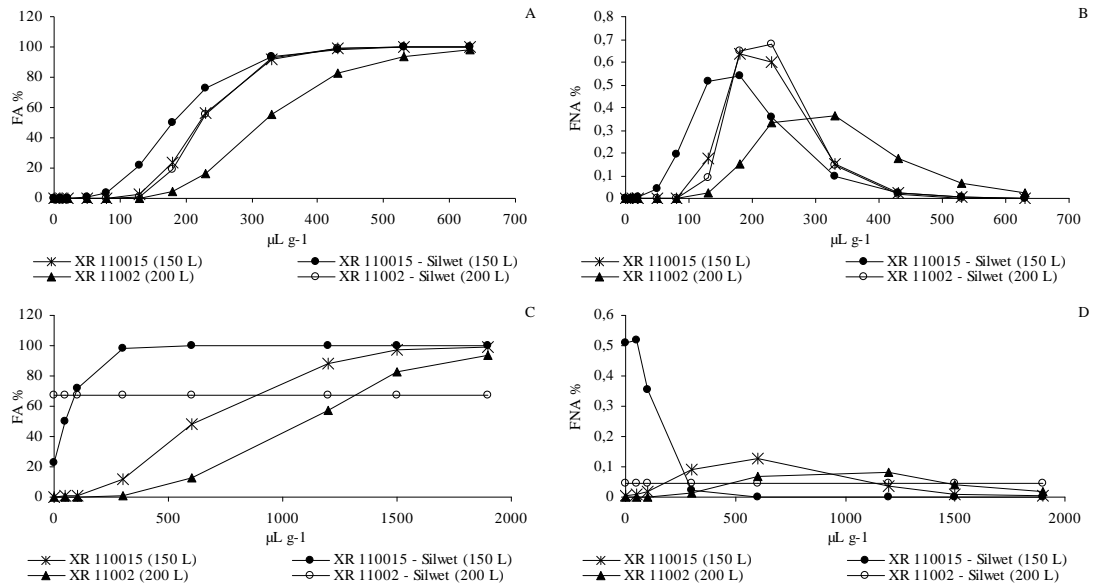 A
120
100
80
60
40
20
0
FA %
0 100 200 300 400 500 600 700
µL g-1
XR 110015 (150 L) XR 110015 - Silwet (150 L)
XR 11002 (200 L) XR 11002 - Silwet (200 L)
B
0,8
0,7
0,6
0,5
0,4
0,3
0,2
0,1
0
FNA %
0 100 200 300 400 500 600 700
µL g-1
XR 110015 (150 L) XR 110015 - Silwet (150 L)
XR 11002 (200 L) XR 11002 - Silwet (200 L)
C
120
100
80
60
40
20
0
FA %
0 500 1000 1500 2000
µL g-1
XR 110015 (150 L) XR 110015 - Silwet (150 L)
XR 11002 (200 L) XR 11002 - Silwet (200 L)
D
0,6
0,5
0,4
0,3
0,2
0,1
0
FNA %
0 500 1000 1500 2000
µL g-1
XR 110015 (150 L) XR 110015 - Silwet (150 L)
XR 11002 (200 L) XR 11002 - Silwet (200 L)